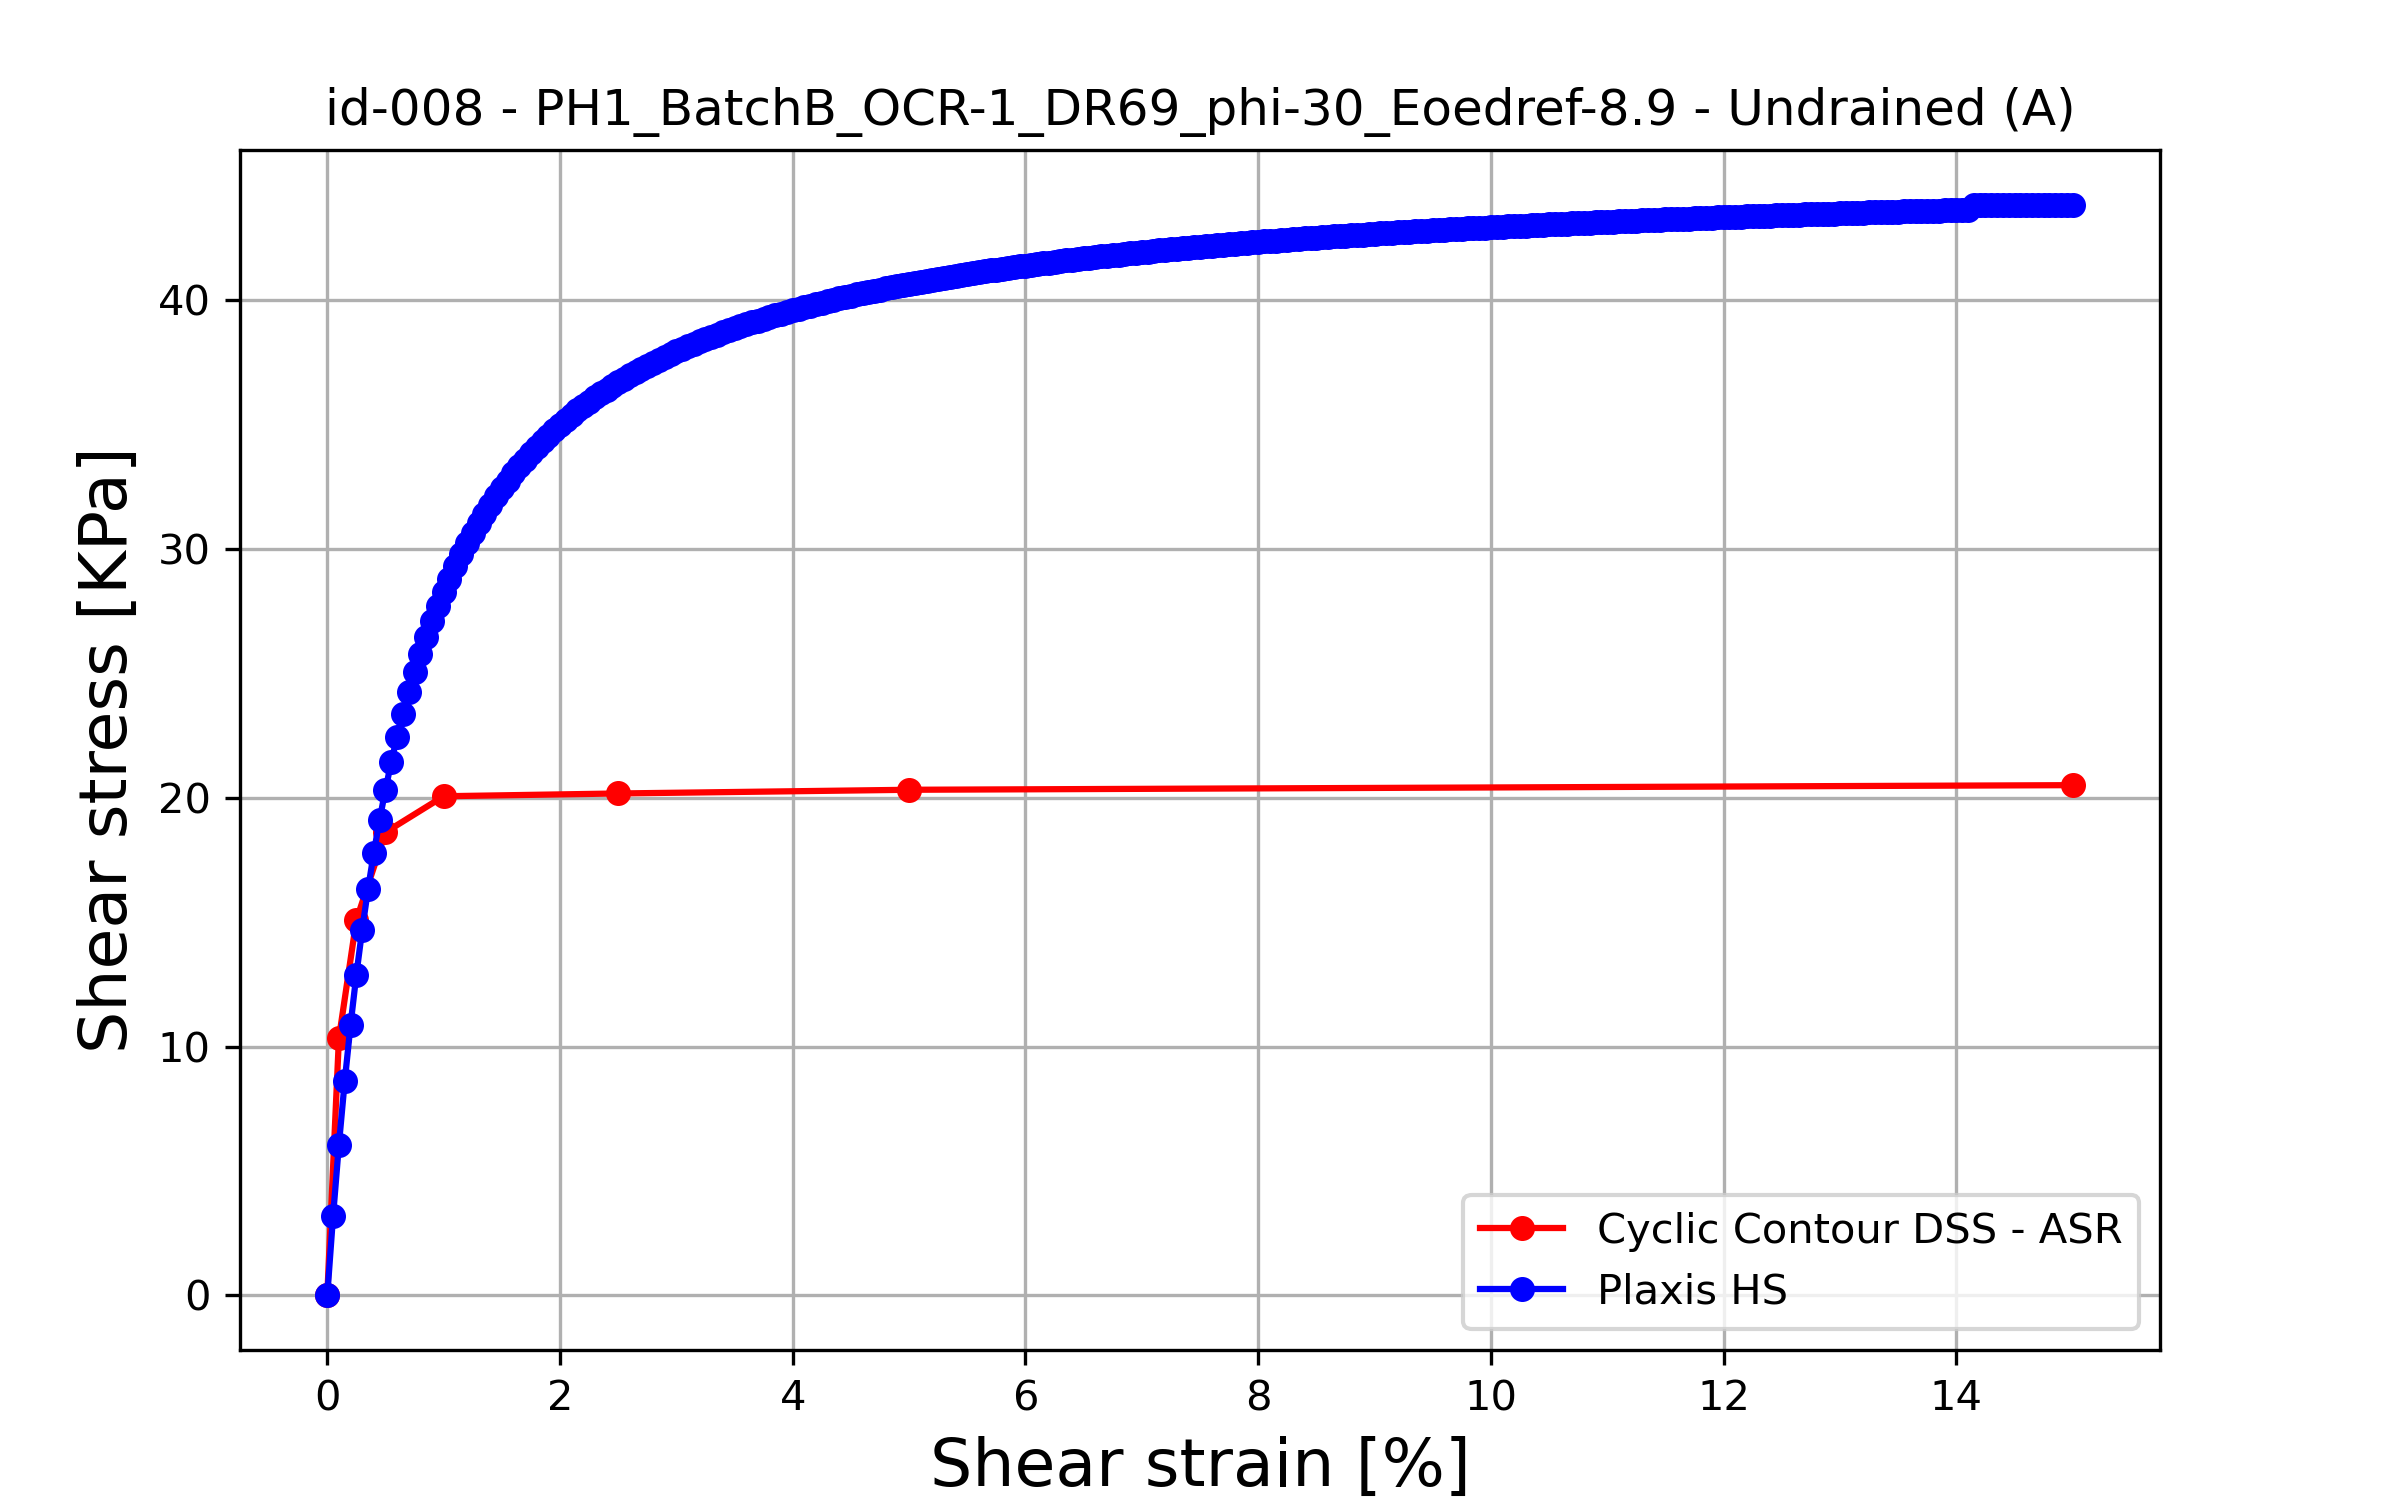 id-008 - PH1_BatchB_OCR-1_DR69_phi-30_Eoedref-8.9 - Undrained (A)
Shear stress [KPa]
40
30
20
10
0
Cyclic Contour DSS - ASR
Plaxis HS
0 2 4 6 8 10 12 14
Shear strain [%]